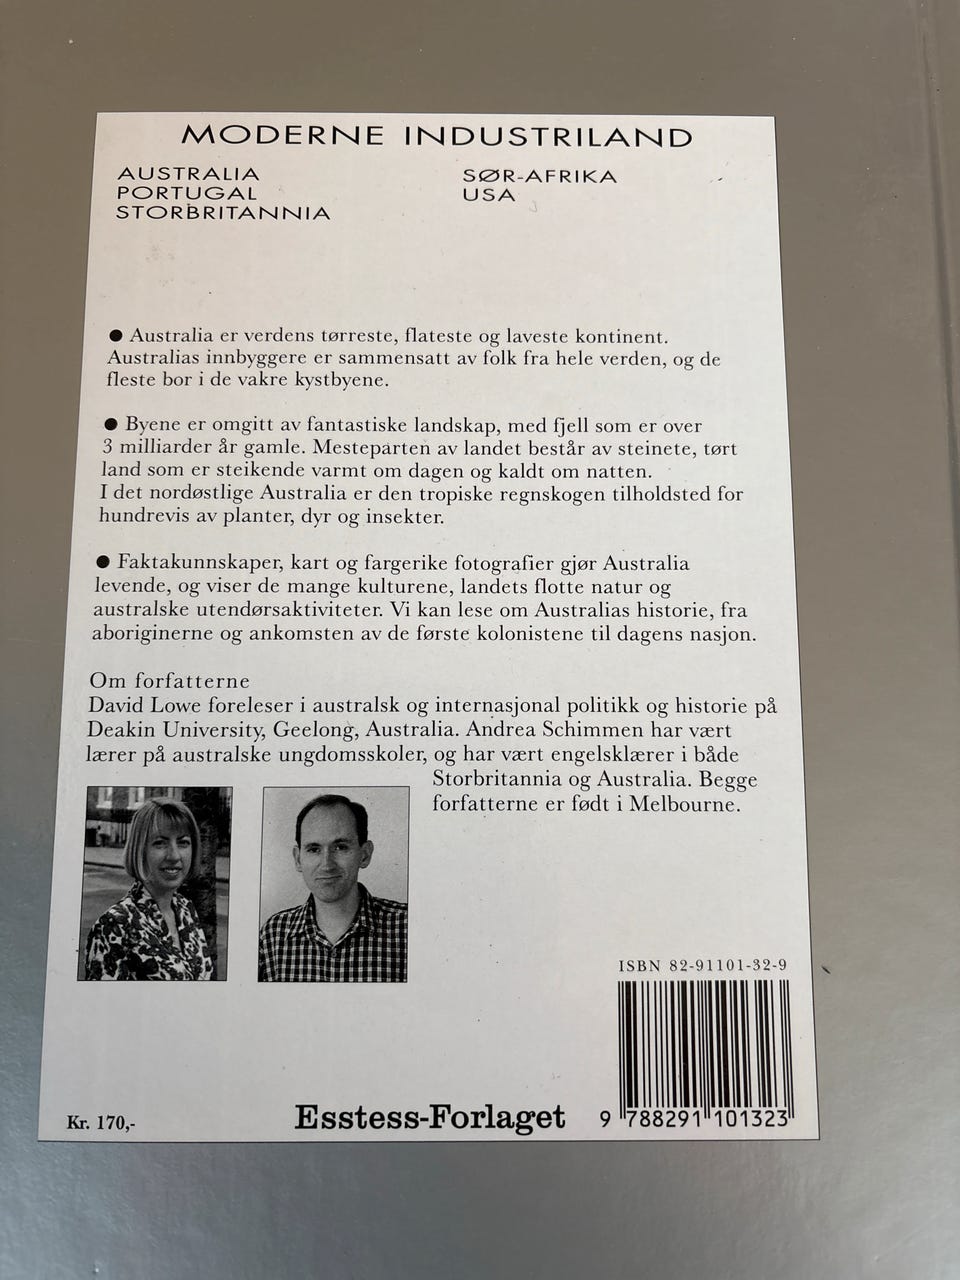 MODERNE INDUSTRILAND
AUSTRALIA
PORTUGAL
STORBRITANNIA
SØR-AFRIKA
USA
● Australia er verdens tørreste, flateste og laveste kontinent.
Australias innbyggere er sammensatt av folk fra hele verden, og de
fleste bor i de vakre kystbyene.
● Byene er omgitt av fantastiske landskap, med fjell som er over
3 milliarder år gamle. Mesteparten av landet består av steinete, tørt
land som er steikende varmt om dagen og kaldt om natten.
I det nordøstlige Australia er den tropiske regnskogen tilholdsted for
hundrevis av planter, dyr og insekter.
● Faktakunnskaper, kart og fargerike fotografier gjør Australia
levende, og viser de mange kulturene, landets flotte natur og
australske utendørsaktiviteter. Vi kan lese om Australias historie, fra
aboriginerne og ankomsten av de første kolonistene til dagens nasjon.
Om forfatterne
David Lowe foreleser i australsk og internasjonal politikk og historie på
Deakin University, Geelong, Australia. Andrea Schimmen har vært
lærer på australske ungdomsskoler, og har vært engelsklærer i både
Storbritannia og Australia. Begge
forfatterne er født i Melbourne.
ISBN 82-91101-32-9
9 788291 101323
Kr. 170,-
Esstess-Forlaget